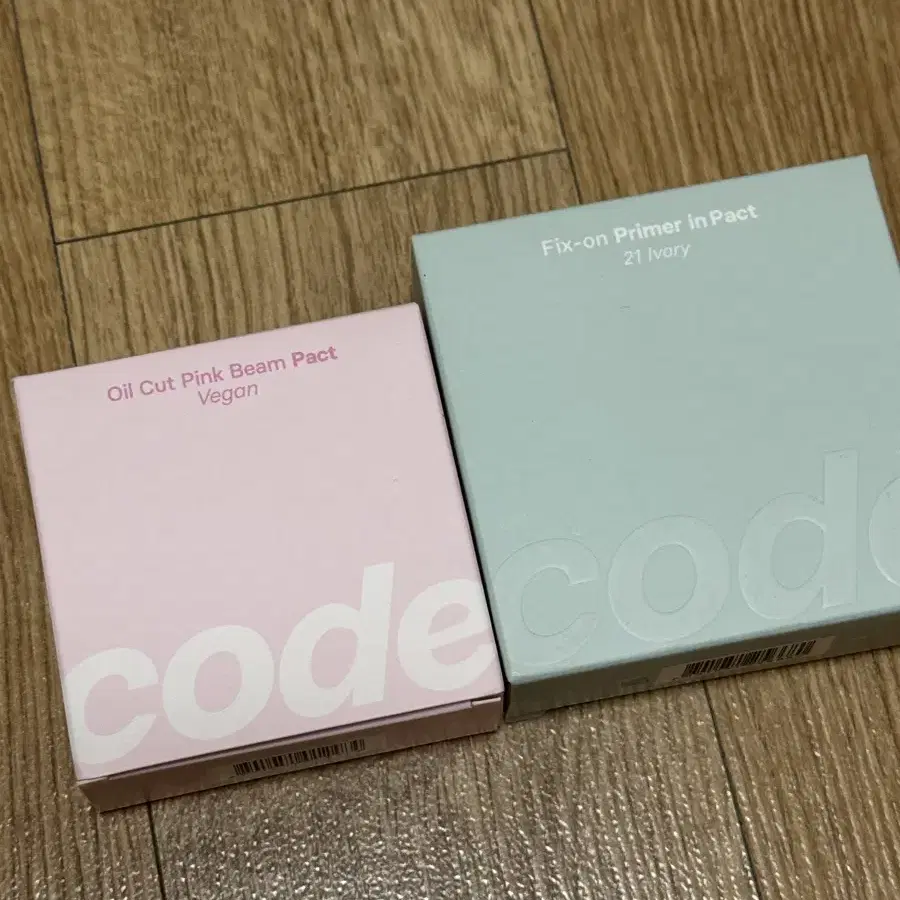 Fix-on Primer in Pact
21 Ivory
Oil Cut Pink Beam Pact
Vegan
code
code